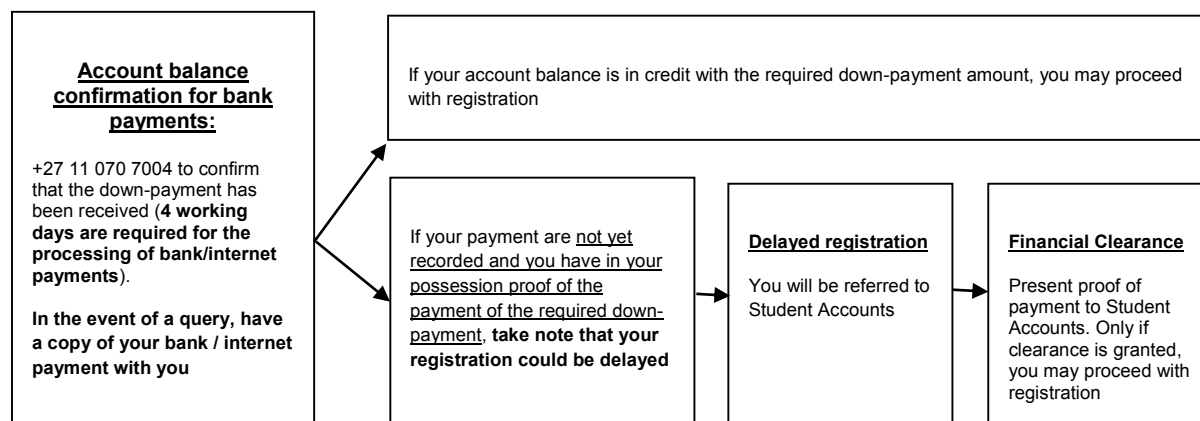 Account balance
confirmation for bank
payments:
+27 11 070 7004 to confirm
that the down-payment has
been received (4 working
days are required for the
processing of bank/internet
payments).
In the event of a query, have
a copy of your bank / internet
payment with you
If your account balance is in credit with the required down-payment amount, you may proceed
with registration
If your payment are not yet
recorded and you have in your
possession proof of the
payment of the required down-
payment, take note that your
registration could be delayed
Delayed registration
You will be referred to
Student Accounts
Financial Clearance
Present proof of
payment to Student
Accounts. Only if
clearance is granted,
you may proceed with
registration